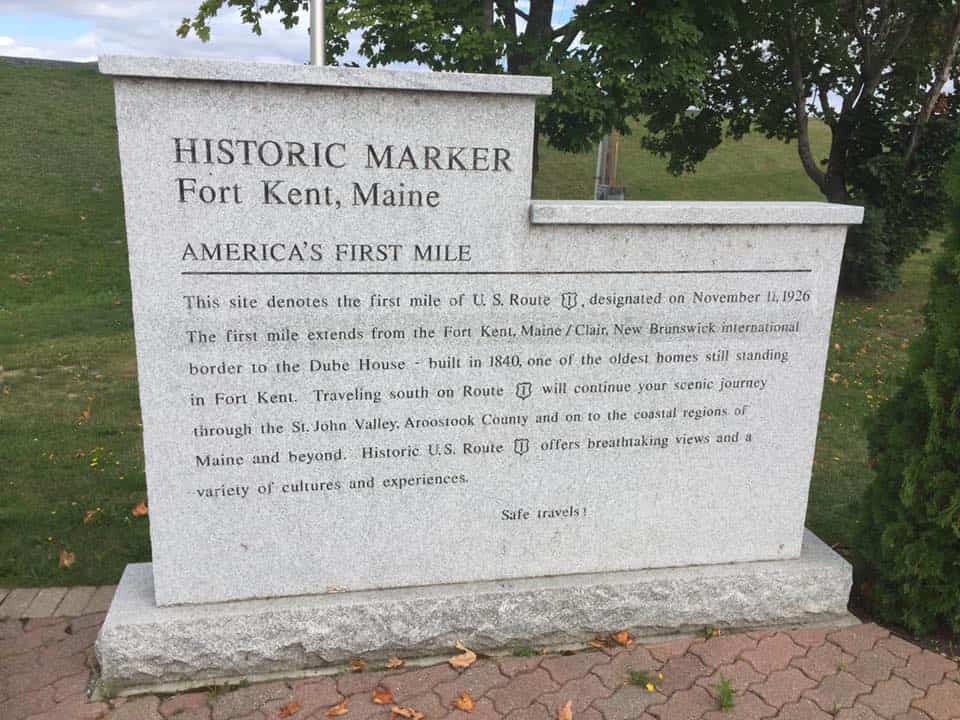 HISTORIC MARKER
Fort Kent, Maine
AMERICA'S FIRST MILE
This site denotes the first mile of U. S. Route 1, designated on November 11, 1926
The first mile extends from the Fort Kent, Maine / Clair, New Brunswick international
border to the Dube House - built in 1840, one of the oldest homes still standing
in Fort Kent. Traveling south on Route 1 will continue your scenic journey
through the St. John Valley, Aroostook County and on to the coastal regions of
Maine and beyond. Historic U.S. Route 1 offers breathtaking views and a
variety of cultures and experiences.
Safe travels!